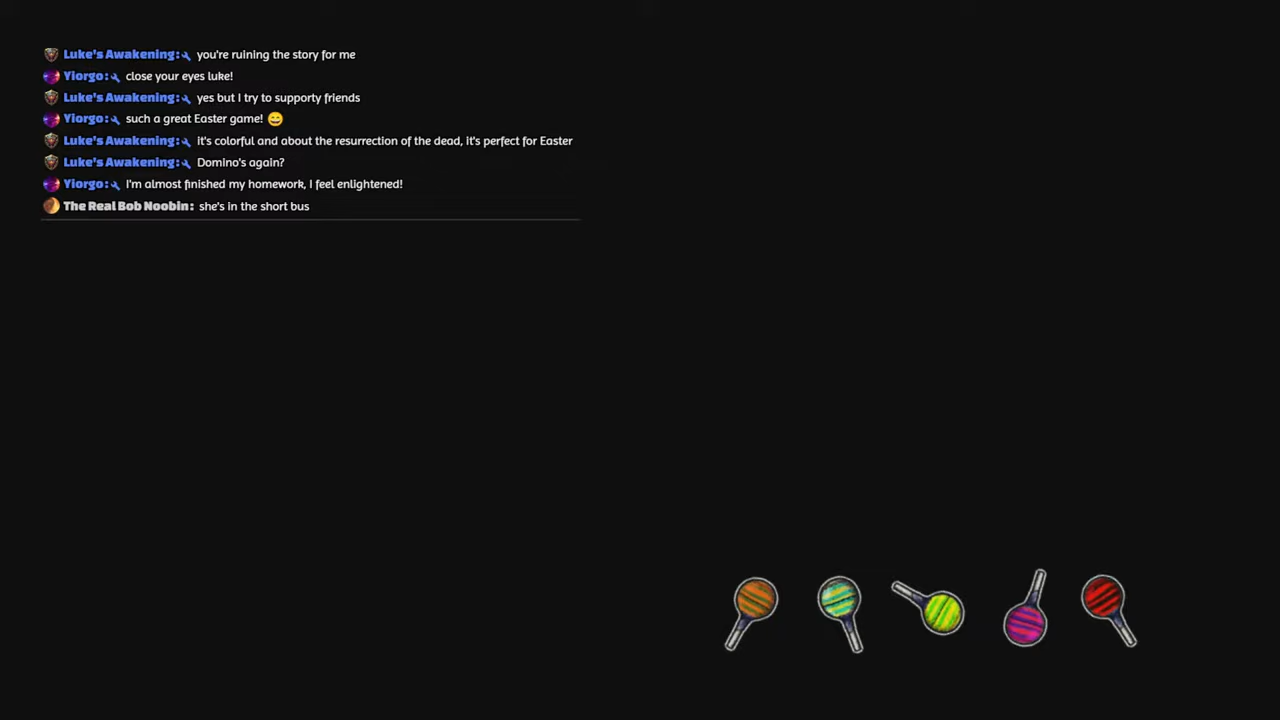 Luke's Awakening: you're ruining the story for me
Yiorgo: close your eyes luke!
Luke's Awakening: yes but I try to supporty friends
Yiorgo: such a great Easter game! 😄
Luke's Awakening: it's colorful and about the resurrection of the dead, it's perfect for Easter
Luke's Awakening: Domino's again?
Yiorgo: I'm almost finished my homework, I feel enlightened!
The Real Bob Noobin: she's in the short bus